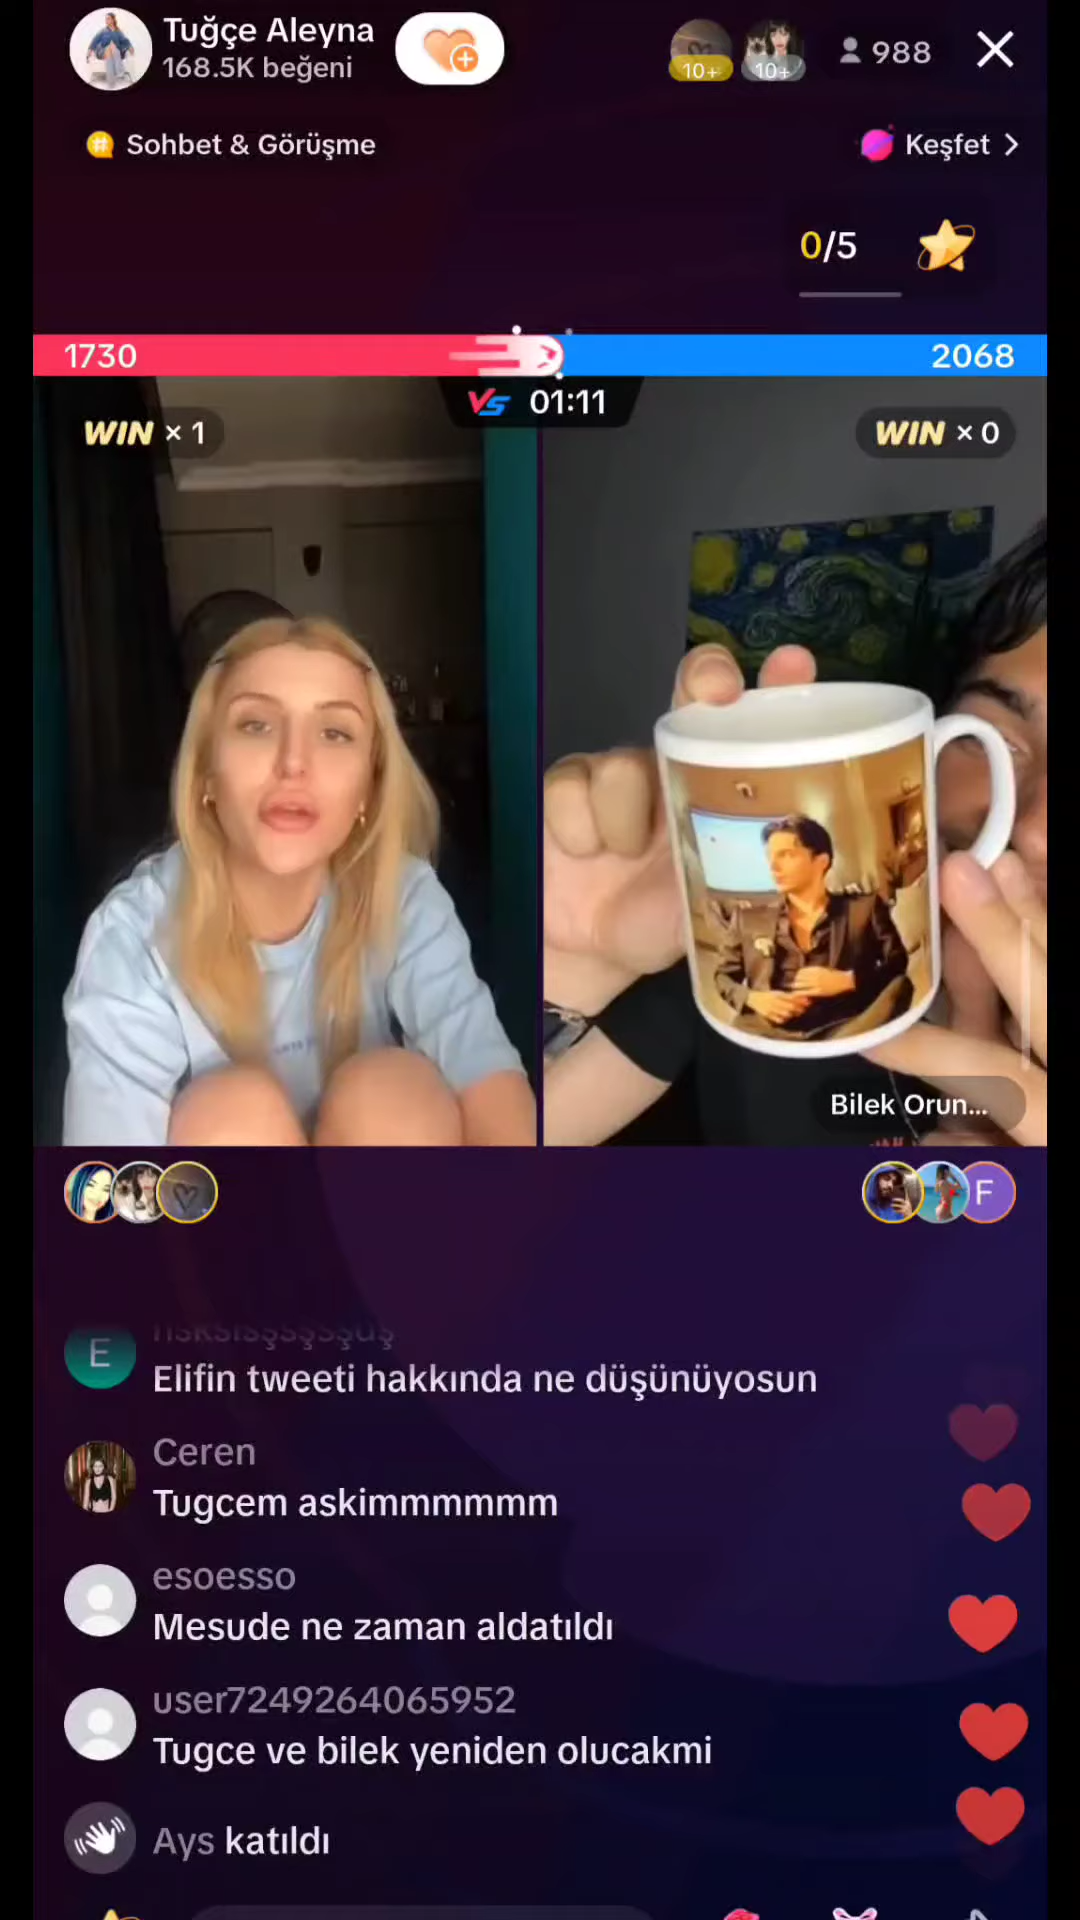 Tuğçe Aleyna
168.5K beğeni
10+
10+
988
Sohbet & Görüşme
Keşfet
0/5
1730
2068
VS 01:11
WIN × 1
WIN × 0
Bilek Orun...
F
E
Elifin tweeti hakkında ne düşünüyosun
Ceren
Tugcem askimmmmmm
esoesso
Mesude ne zaman aldatıldı
user7249264065952
Tugce ve bilek yeniden olucakmi
Ays katıldı